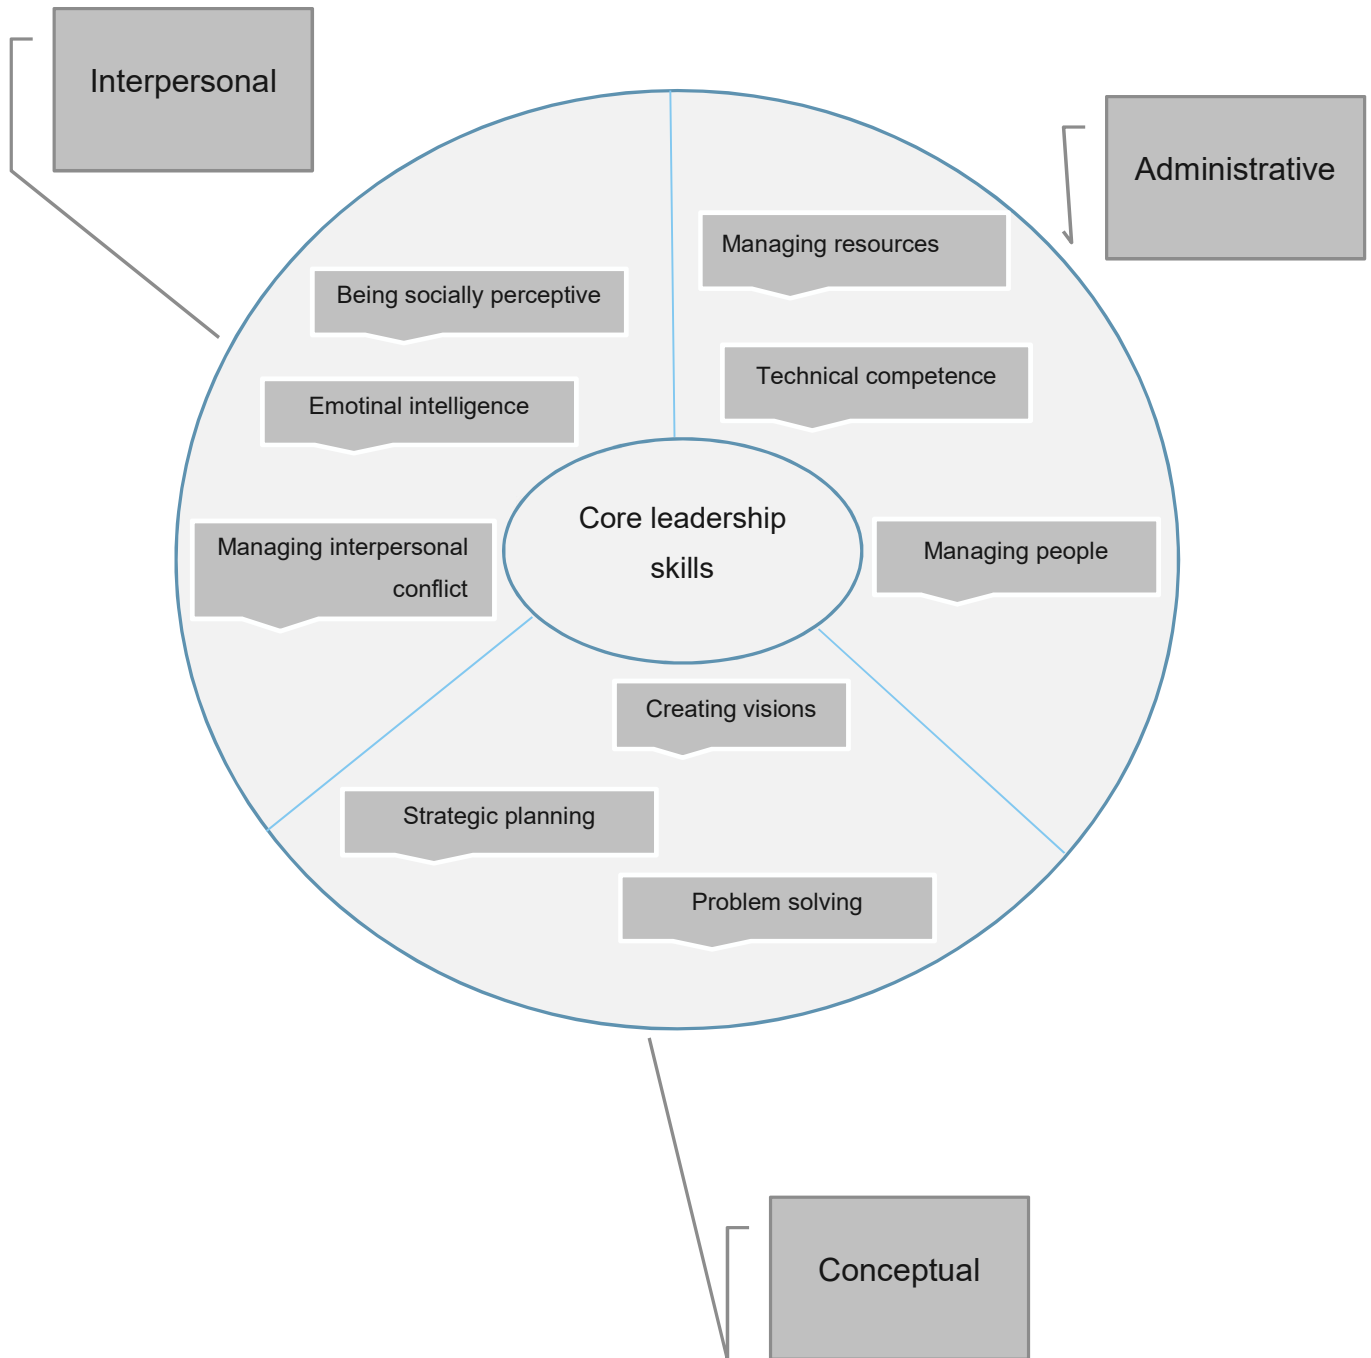 Interpersonal
Administrative
Managing resources
Being socially perceptive
Technical competence
Emotinal intelligence
Core leadership
skills
Managing interpersonal
conflict
Managing people
Creating visions
Strategic planning
Problem solving
Conceptual